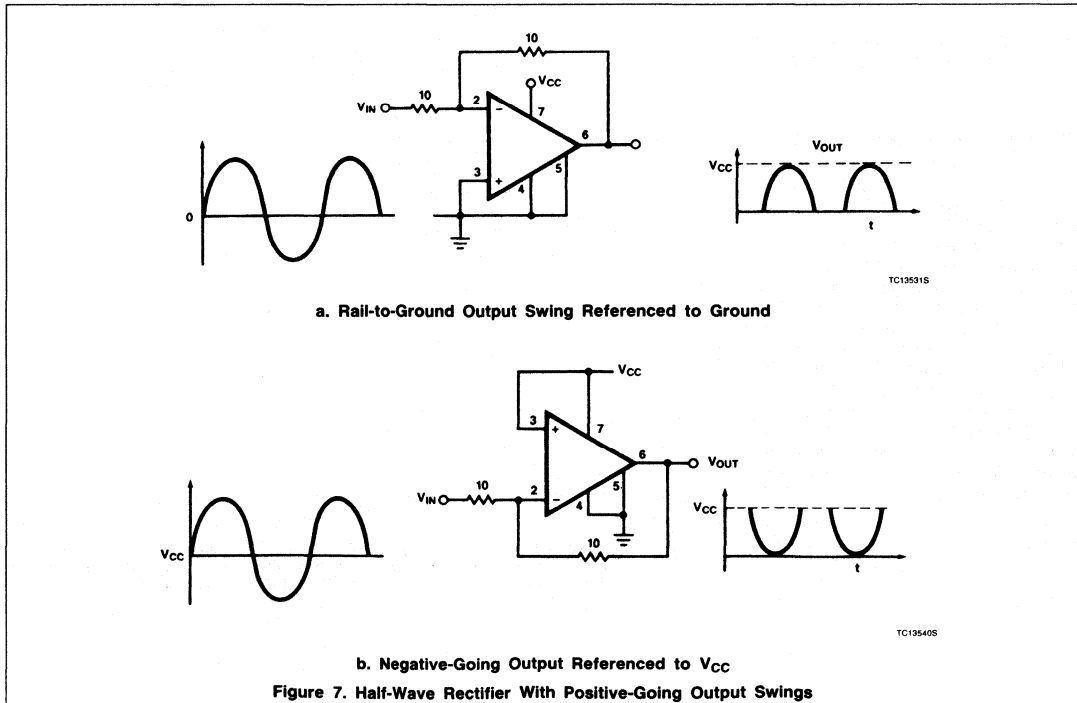 10
VCC
10
VIN
2
−
7
6
3
+
4
5
0
VOUT
VCC
t
TC13531S
a. Rail-to-Ground Output Swing Referenced to Ground
VCC
3
+
7
6
VOUT
VIN
10
2
−
4
5
10
VCC
VCC
t
TC13540S
b. Negative-Going Output Referenced to VCC
Figure 7. Half-Wave Rectifier With Positive-Going Output Swings